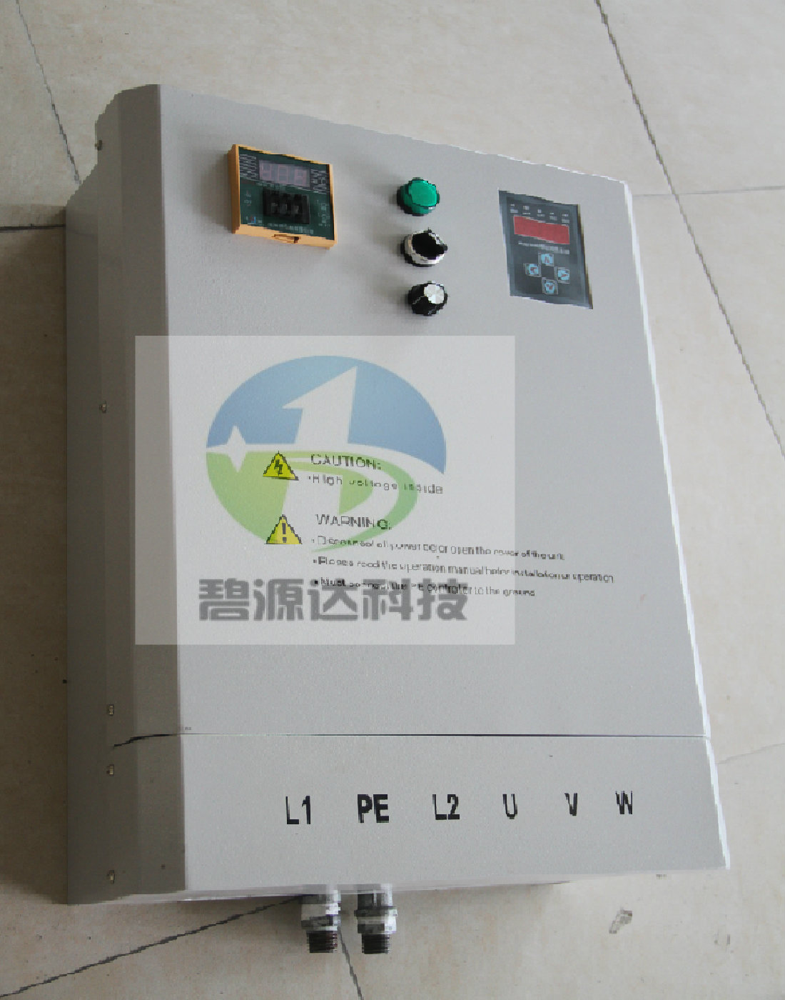 CAUTION:
·High voltage inside
WARNING:
·Disconnect all power before open the cover of the unit
·Please read the operation manual before installation or operation
·Must connect the controller to the ground
碧源达科技
L1 PE L2 U V W